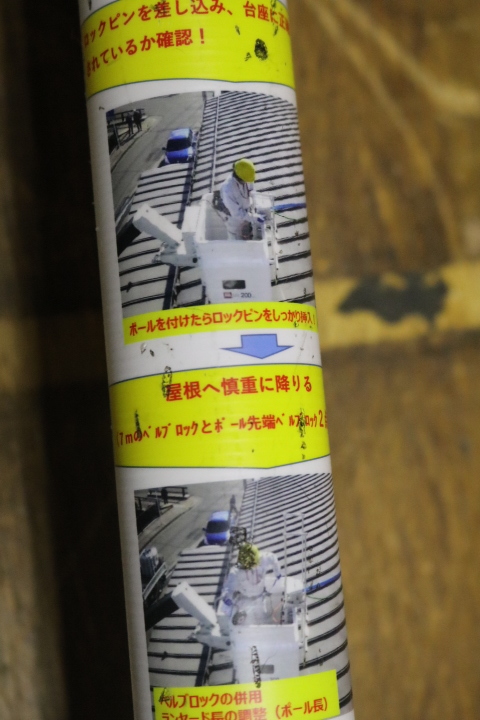 ロックピンを差し込み、台座に正
されているか確認！
ポールを付けたらロックピンをしっかり挿入！
屋根へ慎重に降りる
（7mのﾍﾞﾙﾌﾞﾛｯｸとﾎﾟｰﾙ先端ﾍﾞﾙﾌﾞﾛｯｸ2
ベルブロックの併用
ランヤード長の調整（ポール長）